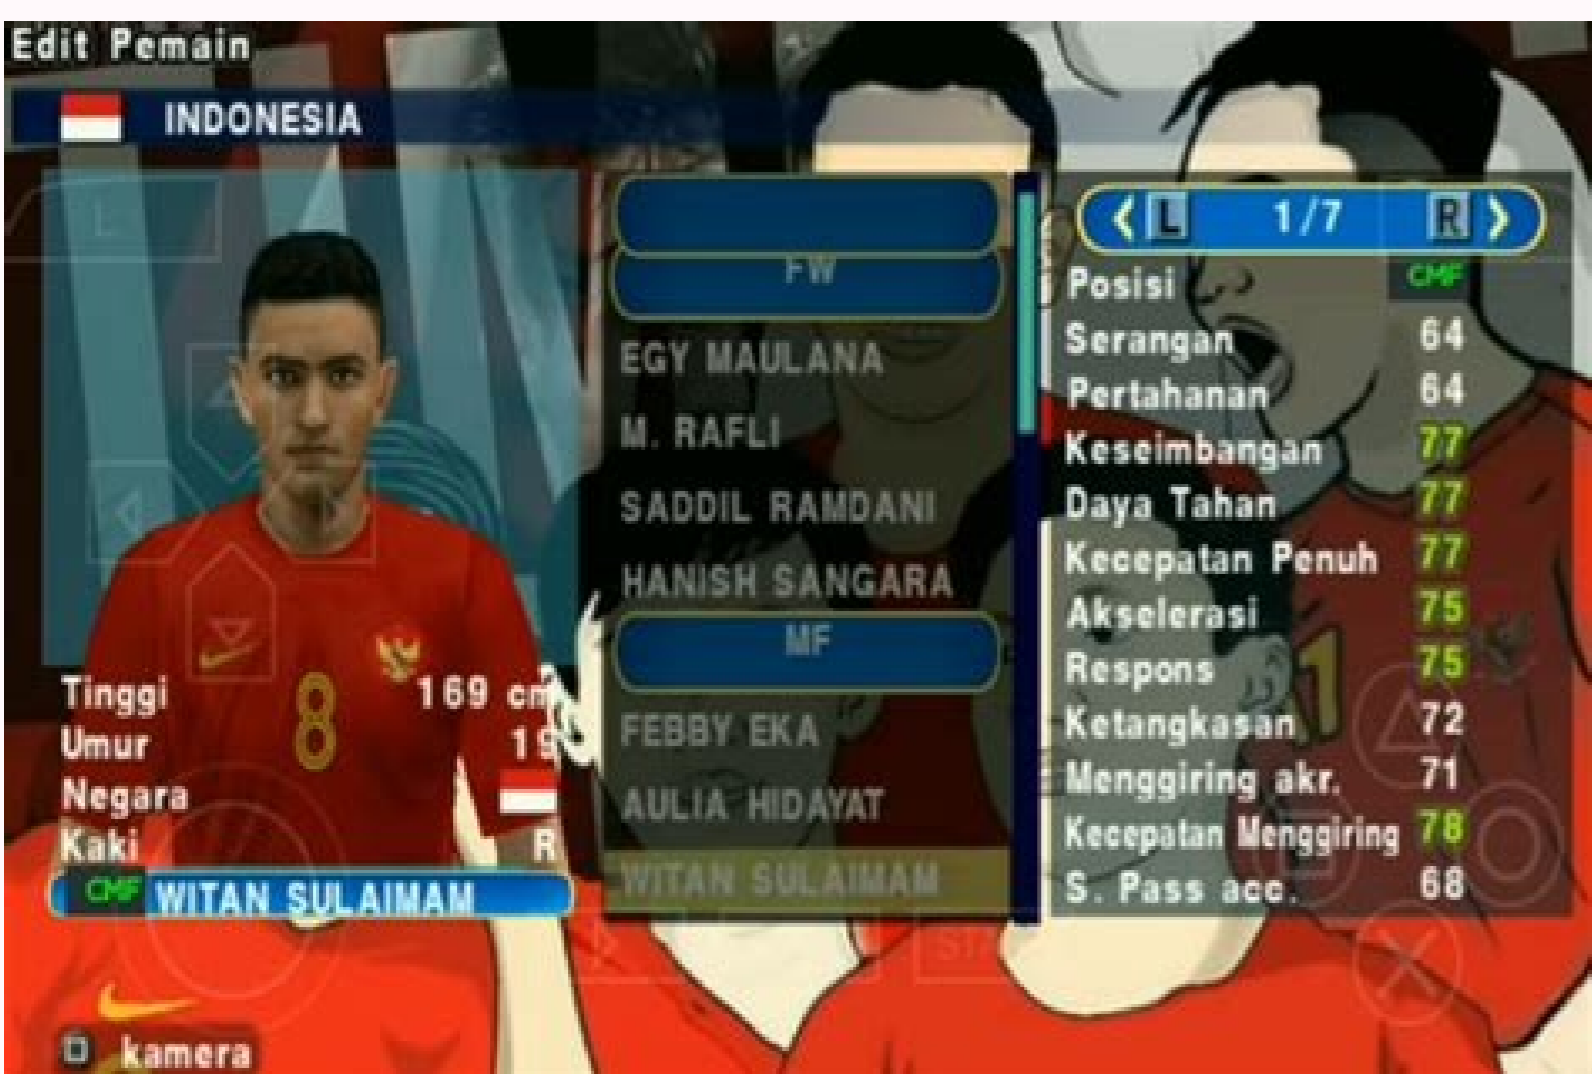 Edit Pemain
INDONESIA
L
FW
EGY MAULANA
M. RAFLI
SADDIL RAMDANI
HANISH SANGARA
MF
FEBBY EKA
AULIA HIDAYAT
WITAN SULAIMAM
L 1/7 R
Posisi CMF
Serangan 64
Pertahanan 64
Keseimbangan 77
Daya Tahan 77
Kecepatan Penuh 77
Akselerasi 75
Respons 75
Ketangkasan 72
Menggiring akr. 71
Kecepatan Menggiring 78
S. Pass acc. 68
8
Tinggi 169 cm
Umur 19
Negara
Kaki R
CMF WITAN SULAIMAM
kamera